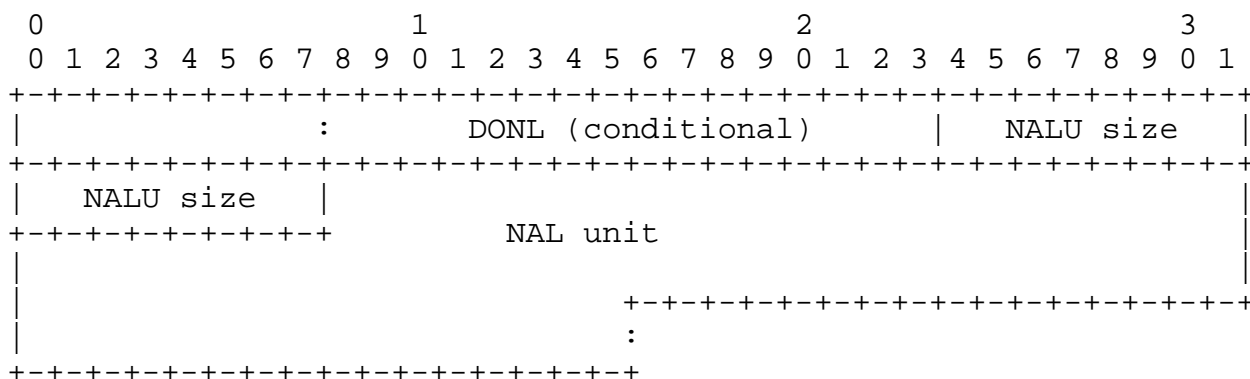 0                   1                   2                   3
 0 1 2 3 4 5 6 7 8 9 0 1 2 3 4 5 6 7 8 9 0 1 2 3 4 5 6 7 8 9 0 1
+-+-+-+-+-+-+-+-+-+-+-+-+-+-+-+-+-+-+-+-+-+-+-+-+-+-+-+-+-+-+-+-+
|               :       DONL (conditional)      |   NALU size   |
+-+-+-+-+-+-+-+-+-+-+-+-+-+-+-+-+-+-+-+-+-+-+-+-+-+-+-+-+-+-+-+-+
|   NALU size   |                                               |
+-+-+-+-+-+-+-+-+         NAL unit                              |
|                                                               |
|                               +-+-+-+-+-+-+-+-+-+-+-+-+-+-+-+-+
|                               :
+-+-+-+-+-+-+-+-+-+-+-+-+-+-+-+-+